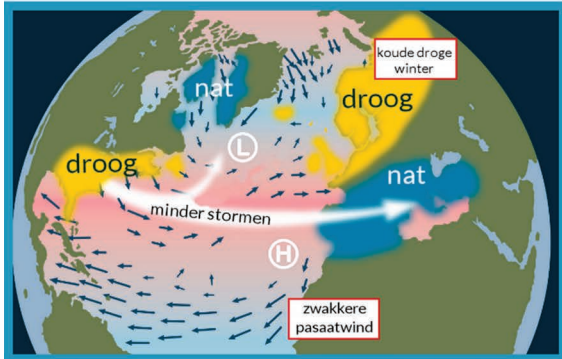 koude droge
winter
nat
droog
L
droog
nat
minder stormen
H
zwakkere
pasaatwind